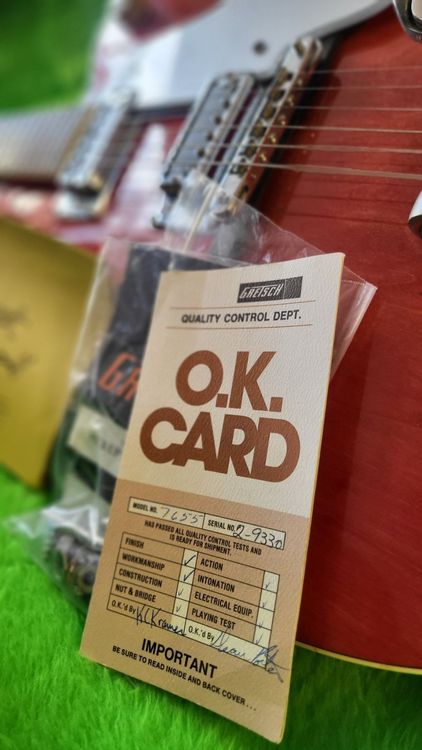 GRETSCH
QUALITY CONTROL DEPT.
O.K.
CARD
MODEL NO. 7655 SERIAL NO. 2-9330
HAS PASSED ALL QUALITY CONTROL TESTS AND
IS READY FOR SHIPMENT.
FINISH ✓ ACTION ✓
WORKMANSHIP ✓ INTONATION ✓
CONSTRUCTION ✓ ELECTRICAL EQUIP ✓
NUT & BRIDGE ✓ PLAYING TEST ✓
O.K.'d By O.K.'d By
IMPORTANT
BE SURE TO READ INSIDE AND BACK COVER...